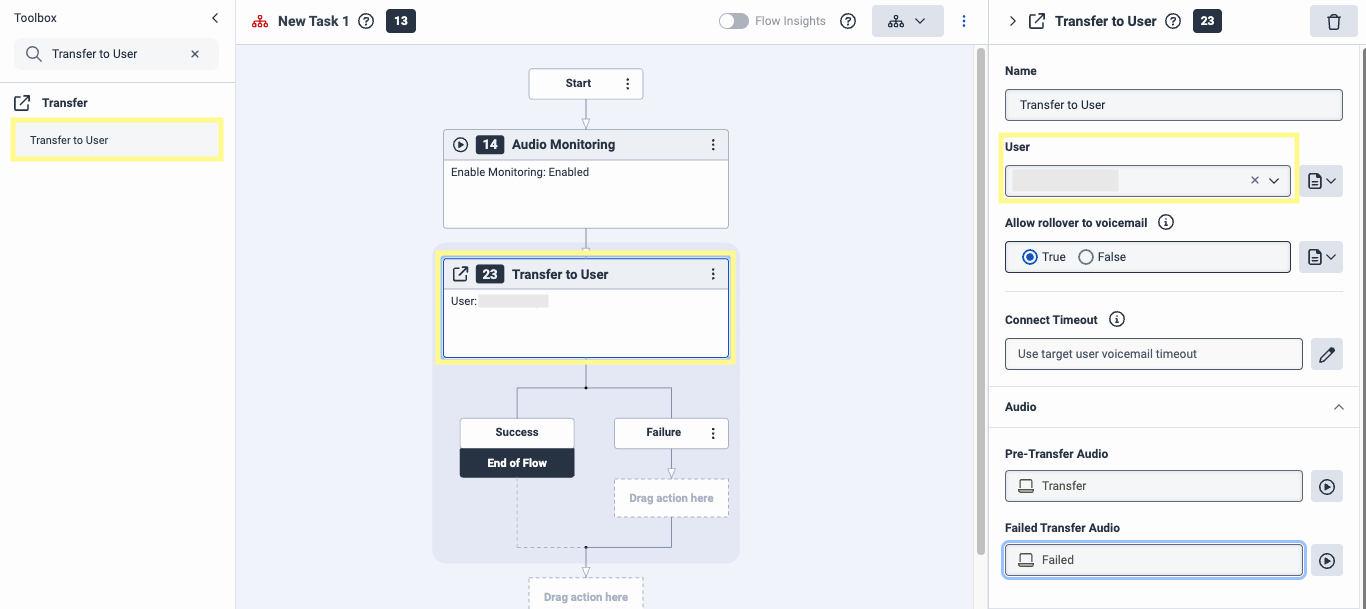 Toolbox
Transfer to User
Transfer
Transfer to User
New Task 1 13
Flow Insights
Start
14 Audio Monitoring
Enable Monitoring: Enabled
23 Transfer to User
User:
Success
End of Flow
Failure
Drag action here
Drag action here
Transfer to User 23
Name
Transfer to User
User
Allow rollover to voicemail
True False
Connect Timeout
Use target user voicemail timeout
Audio
Pre-Transfer Audio
Transfer
Failed Transfer Audio
Failed